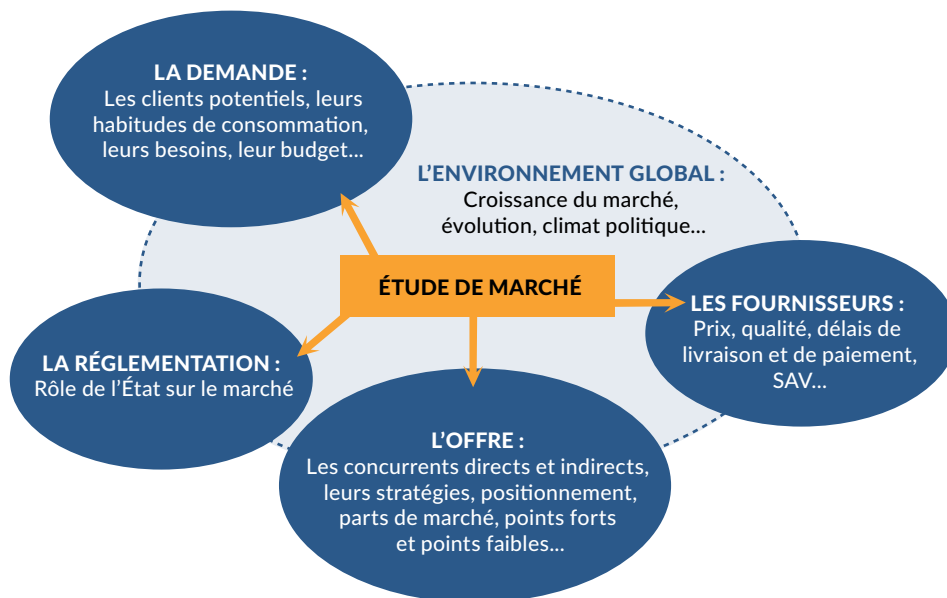 LA DEMANDE :
Les clients potentiels, leurs
habitudes de consommation,
leurs besoins, leur budget...
L’ENVIRONNEMENT GLOBAL :
Croissance du marché,
évolution, climat politique...
ÉTUDE DE MARCHÉ
LES FOURNISSEURS :
Prix, qualité, délais de
livraison et de paiement,
SAV...
LA RÉGLEMENTATION :
Rôle de l’État sur le marché
L’OFFRE :
Les concurrents directs et indirects,
leurs stratégies, positionnement,
parts de marché, points forts
et points faibles...